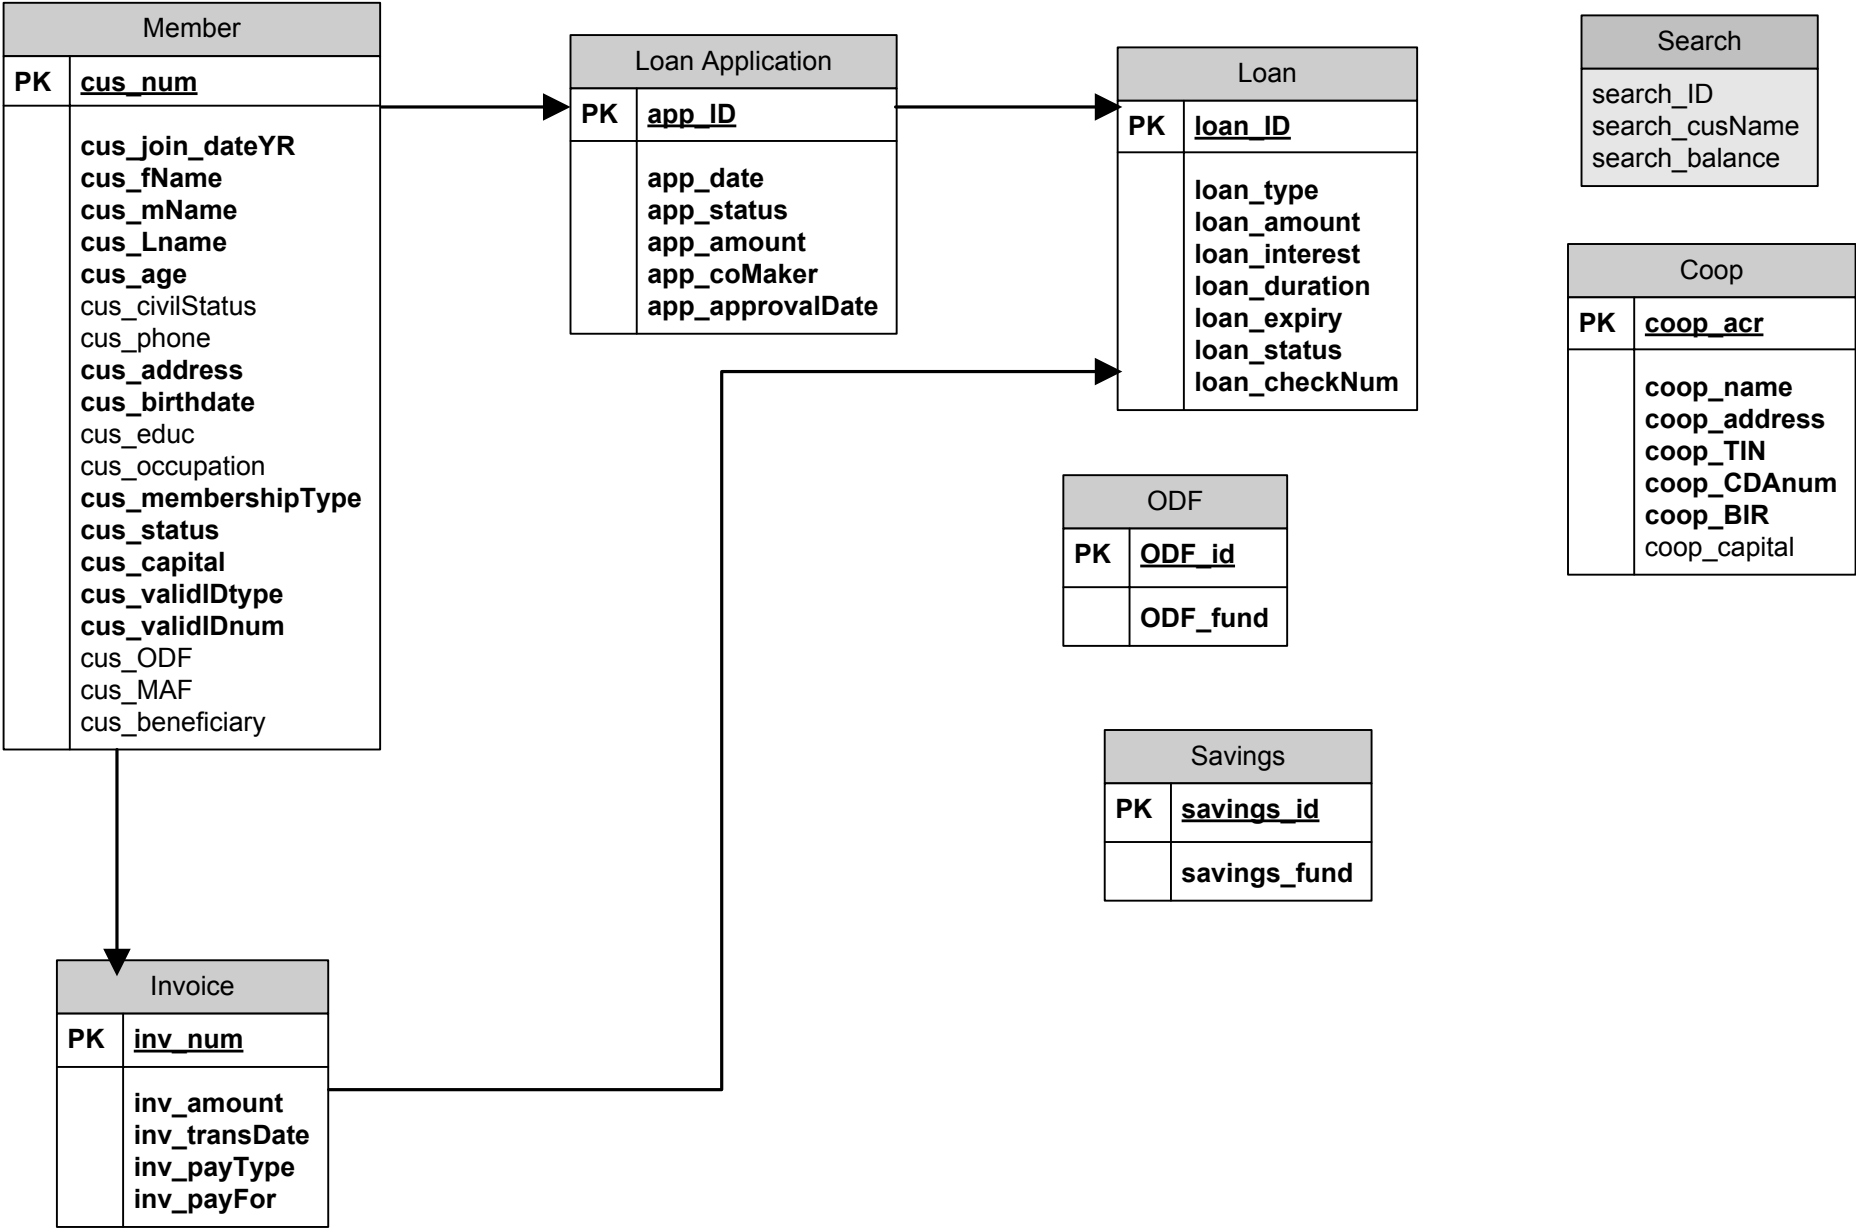 Member
PK cus_num
cus_join_dateYR
cus_fName
cus_mName
cus_Lname
cus_age
cus_civilStatus
cus_phone
cus_address
cus_birthdate
cus_educ
cus_occupation
cus_membershipType
cus_status
cus_capital
cus_validIDtype
cus_validIDnum
cus_ODF
cus_MAF
cus_beneficiary
Loan Application
PK app_ID
app_date
app_status
app_amount
app_coMaker
app_approvalDate
Loan
PK loan_ID
loan_type
loan_amount
loan_interest
loan_duration
loan_expiry
loan_status
loan_checkNum
Search
search_ID
search_cusName
search_balance
Coop
PK coop_acr
coop_name
coop_address
coop_TIN
coop_CDAnum
coop_BIR
coop_capital
ODF
PK ODF_id
ODF_fund
Savings
PK savings_id
savings_fund
Invoice
PK inv_num
inv_amount
inv_transDate
inv_payType
inv_payFor